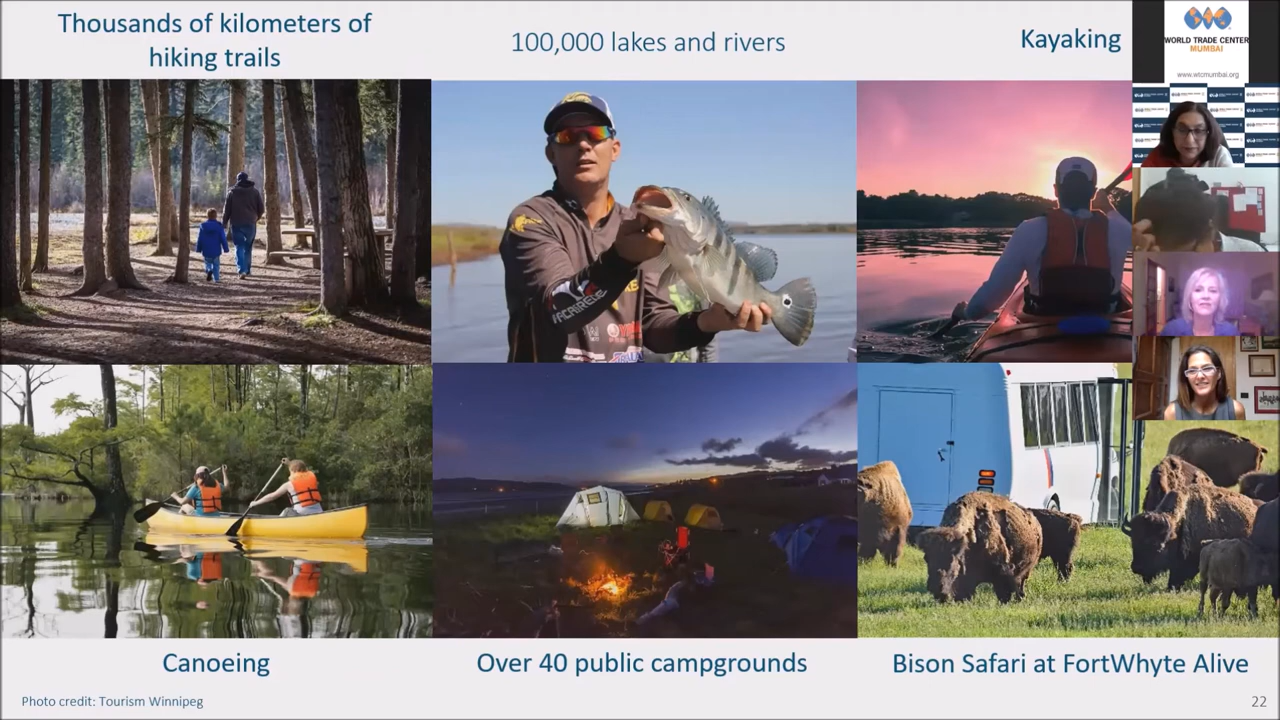 Thousands of kilometers of
hiking trails
100,000 lakes and rivers
Kayaking
WORLD TRADE CENTER
MUMBAI
www.wtcmumbai.org
Canoeing
Over 40 public campgrounds
Bison Safari at FortWhyte Alive
Photo credit: Tourism Winnipeg
22